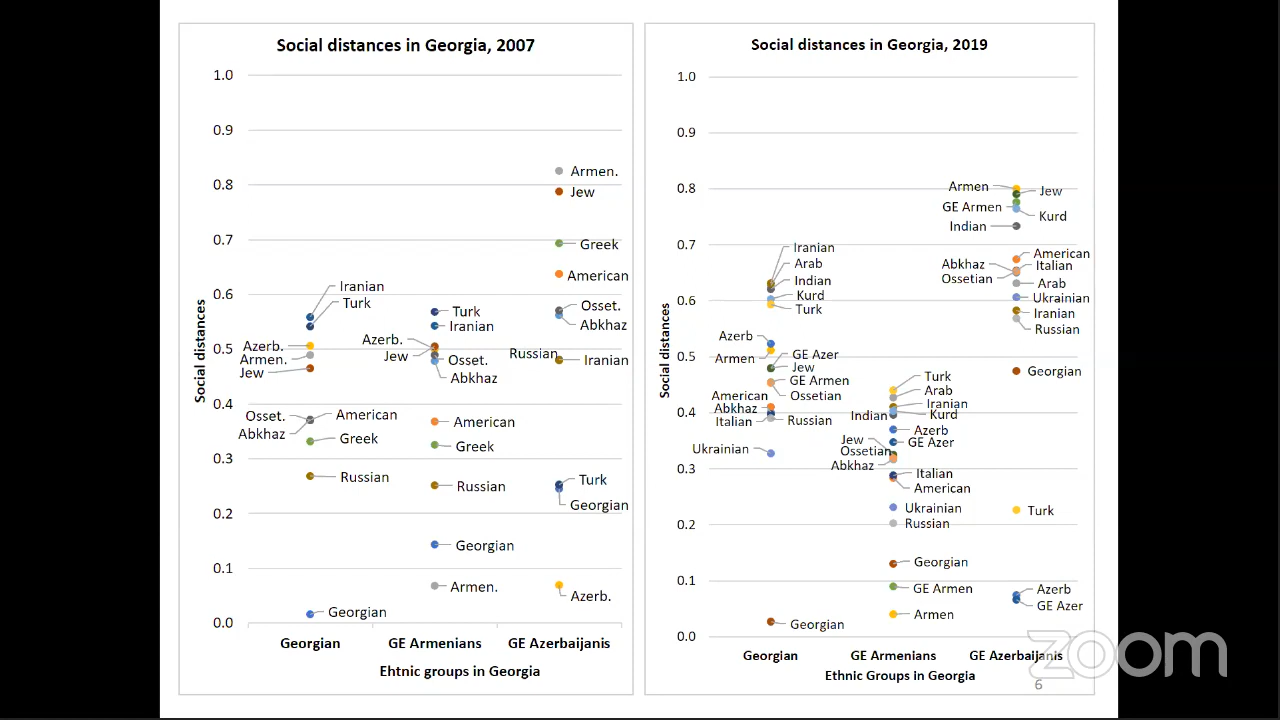 Social distances in Georgia, 2007
1.0
0.9
0.8
0.7
0.6
0.5
0.4
0.3
0.2
0.1
0.0
Social distances
Iranian
Turk
Azerb.
Armen.
Jew
Osset.
American
Abkhaz
Greek
Russian
Georgian
Turk
Iranian
Azerb.
Jew
Osset.
Abkhaz
American
Greek
Russian
Georgian
Armen.
Armen.
Jew
Greek
American
Osset.
Abkhaz
Russian
Iranian
Turk
Georgian
Azerb.
Georgian
GE Armenians
GE Azerbaijanis
Ehtnic groups in Georgia
Social distances in Georgia, 2019
1.0
0.9
0.8
0.7
0.6
0.5
0.4
0.3
0.2
0.1
0.0
Social distances
Iranian
Arab
Indian
Kurd
Turk
Azerb
Armen
GE Azer
Jew
GE Armen
Ossetian
American
Abkhaz
Italian
Russian
Ukrainian
Georgian
Turk
Arab
Iranian
Kurd
Indian
Azerb
GE Azer
Jew
Ossetian
Abkhaz
Italian
American
Ukrainian
Russian
Georgian
GE Armen
Armen
Armen
Jew
GE Armen
Kurd
Indian
American
Abkhaz
Italian
Ossetian
Arab
Ukrainian
Iranian
Russian
Georgian
Turk
Azerb
GE Azer
Georgian
GE Armenians
GE Azerbaijanis
Ethnic Groups in Georgia
6
zoom